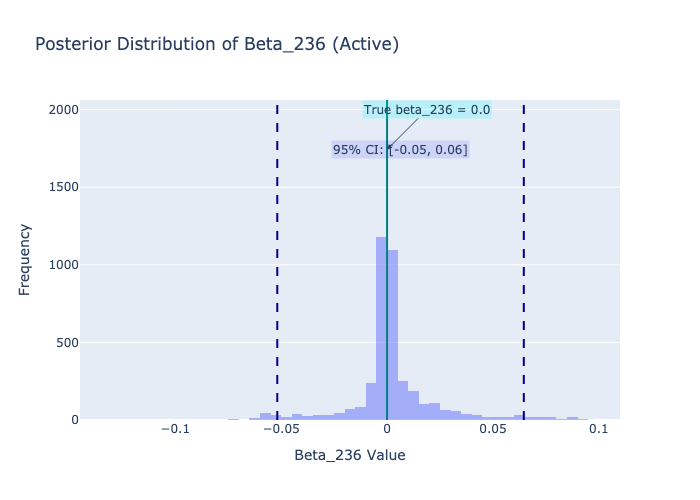 Posterior Distribution of Beta_236 (Active)
2000
1500
1000
500
0
Frequency
True beta_236 = 0.0
95% CI: [-0.05, 0.06]
−0.1
−0.05
0
0.05
0.1
Beta_236 Value